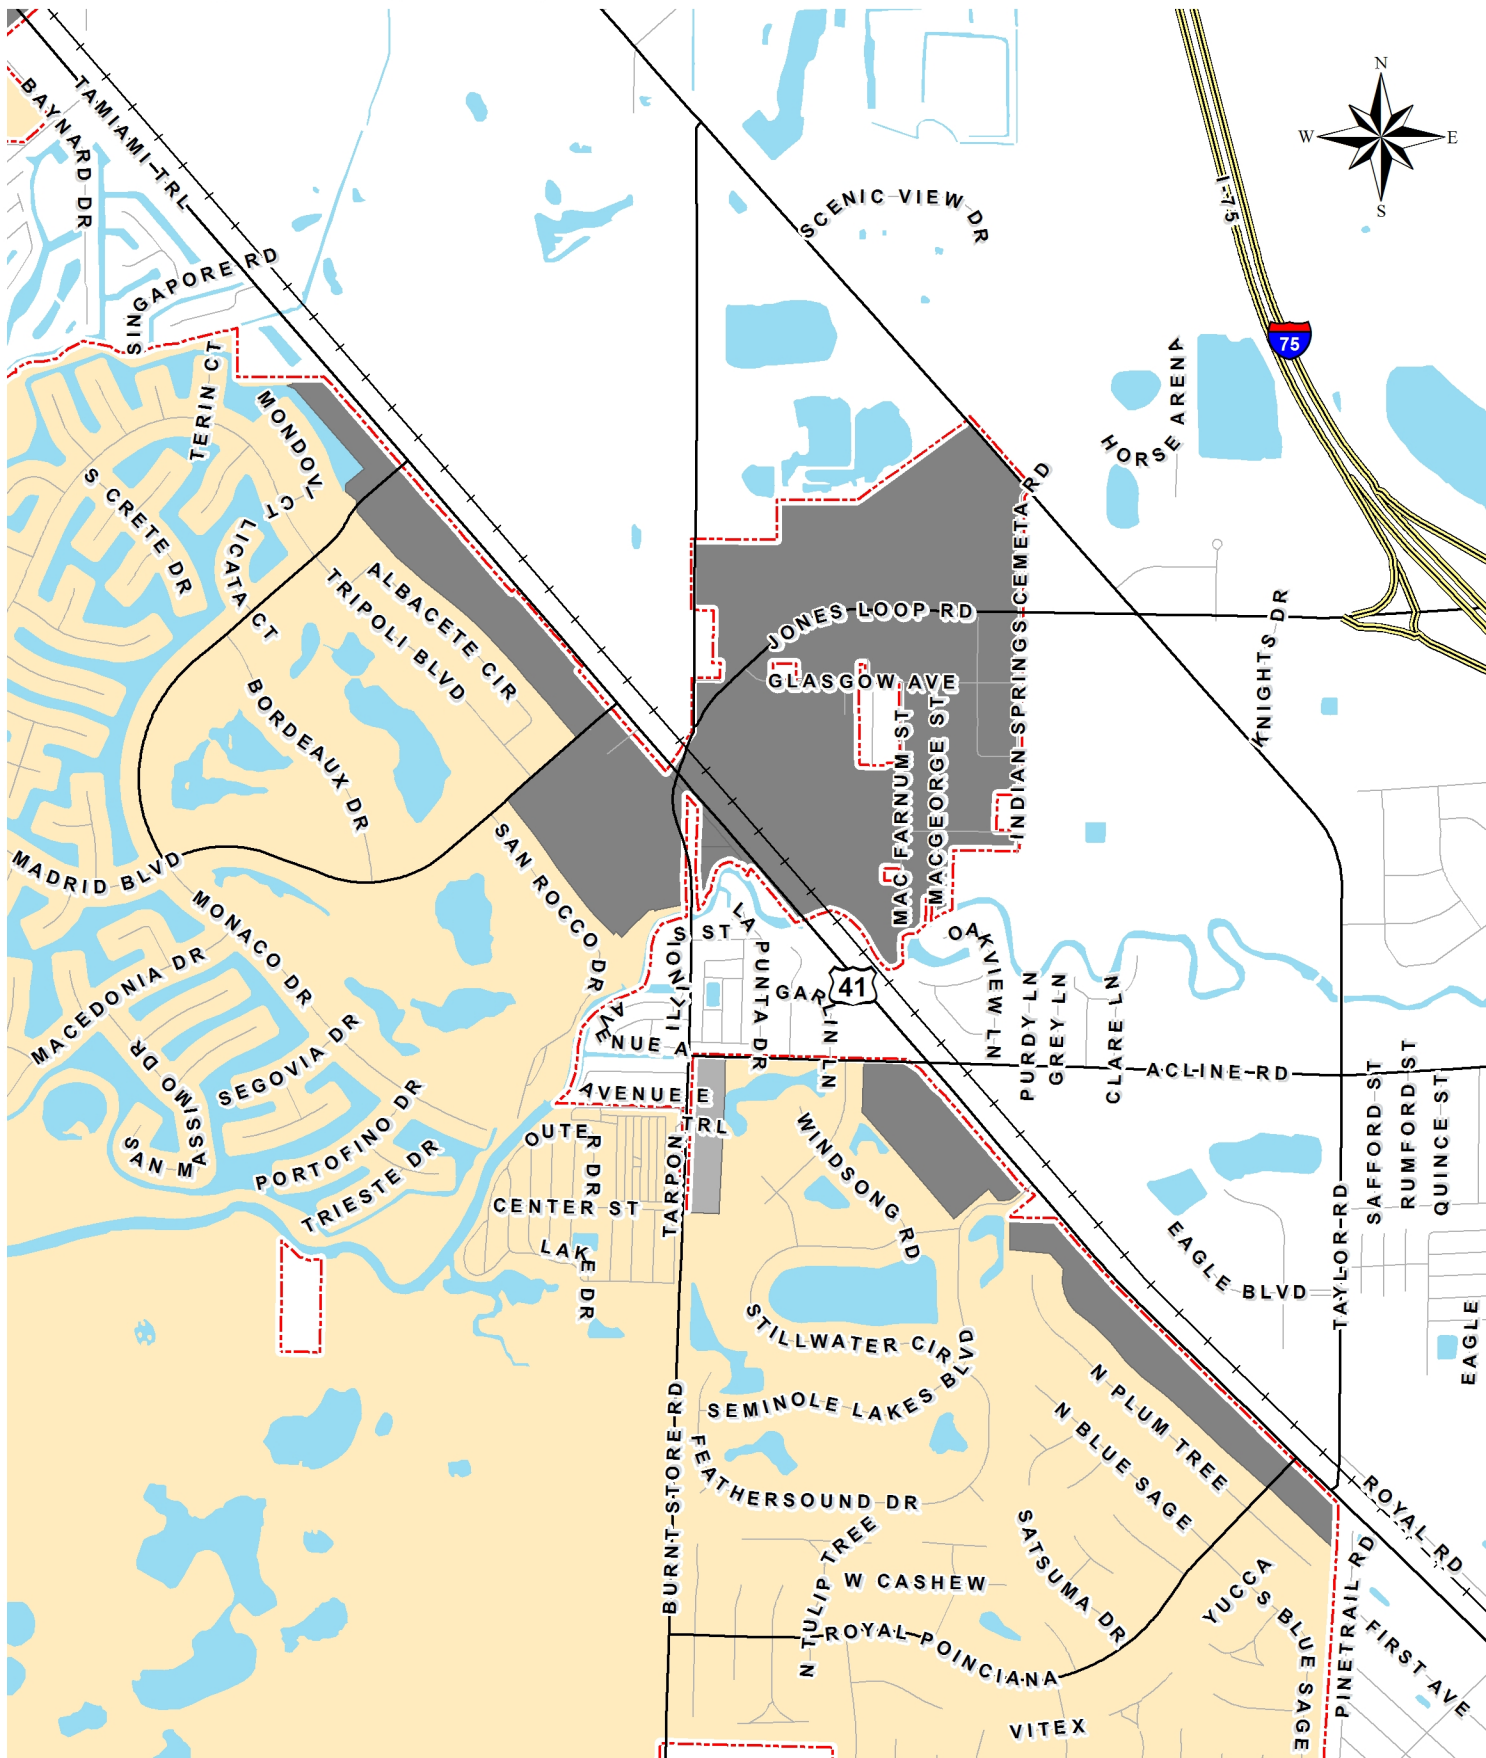 N
W
E
S
TAMIAMI TRL
BAYNARD DR
I-75
SCENIC VIEW DR
SINGAPORE RD
75
TERIN CT
MONDOVI CT
HORSE ARENA
S CRETE DR
LICATA CT
INDIAN SPRINGS CEMETA RD
ALBACETE CIR
TRIPOLI BLVD
JONES LOOP RD
KNIGHTS DR
GLASGOW AVE
BORDEAUX DR
MAC FARNUM ST
MACGEORGE ST
MADRID BLVD
SAN ROCCO DR
MONACO DR
LA PUNTA DR
S ST
ILLINOI
OAKVIEW LN
MACEDONIA DR
41
GARLIN LN
PURDY LN
GREY LN
CLARE LN
SEGOVIA DR
AVENUE A
ACLINE RD
SAN MASSIMO DR
AVENUE E
PORTOFINO DR
TRIESTE DR
OUTER DR
TARPON TRL
WINDSONG RD
SAFFORD ST
RUMFORD ST
QUINCE ST
CENTER ST
LAKE DR
EAGLE BLVD
TAYLOR RD
EAGLE
STILLWATER CIR
SEMINOLE LAKES BLVD
N PLUM TREE
N BLUE SAGE
BURNT STORE RD
FEATHERSOUND DR
ROYAL RD
N TULIP TREE
SATSUMA DR
W CASHEW
YUCCA
S BLUE SAGE
PINETRAIL RD
FIRST AVE
ROYAL POINCIANA
VITEX